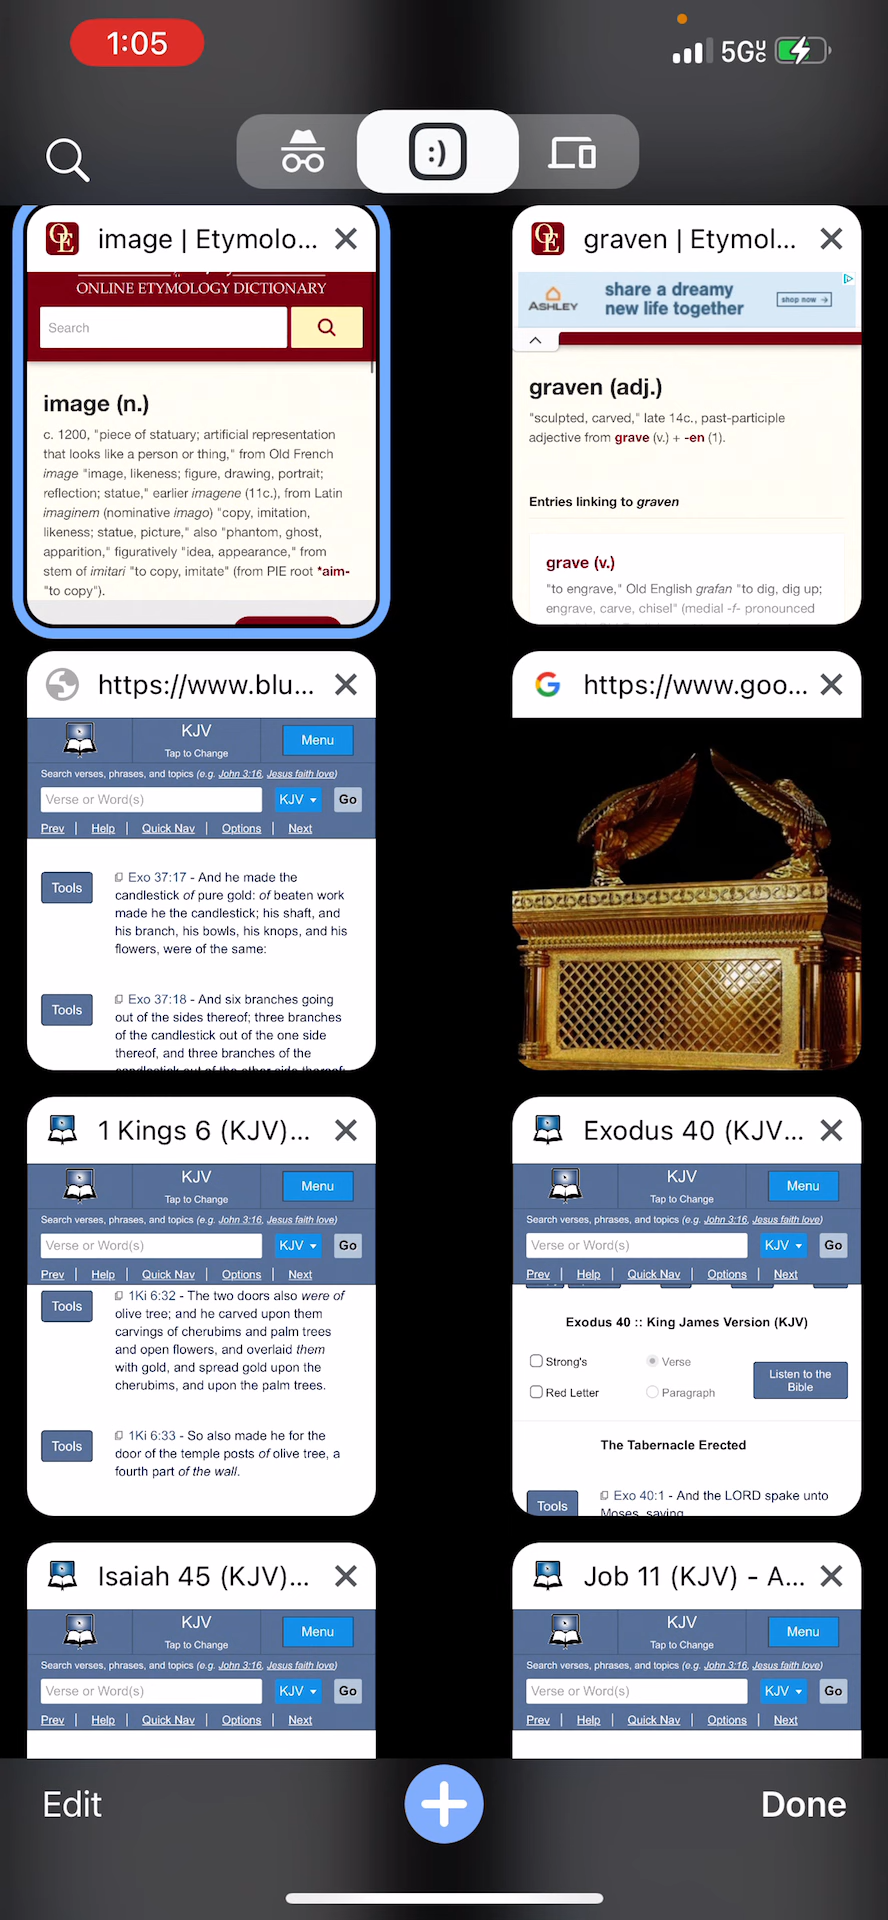 1:05
5G UC
:)
OE image | Etymolo...
ONLINE ETYMOLOGY DICTIONARY
Search
image (n.)
c. 1200, "piece of statuary; artificial representation
that looks like a person or thing," from Old French
image "image, likeness; figure, drawing, portrait;
reflection; statue," earlier imagene (11c.), from Latin
imaginem (nominative imago) "copy, imitation,
likeness; statue, picture," also "phantom, ghost,
apparition," figuratively "idea, appearance," from
stem of imitari "to copy, imitate" (from PIE root *aim-
"to copy").
OE graven | Etymol...
ASHLEY
share a dreamy
new life together
shop now →
graven (adj.)
"sculpted, carved," late 14c., past-participle
adjective from grave (v.) + -en (1).
Entries linking to graven
grave (v.)
"to engrave," Old English grafan "to dig, dig up;
engrave, carve, chisel" (medial -f- pronounced
https://www.blu...
KJV
Tap to Change
Menu
Search verses, phrases, and topics (e.g. John 3:16, Jesus faith love)
Verse or Word(s)
KJV
Go
Prev | Help | Quick Nav | Options | Next
Tools
Exo 37:17 - And he made the
candlestick of pure gold: of beaten work
made he the candlestick; his shaft, and
his branch, his bowls, his knops, and his
flowers, were of the same:
Tools
Exo 37:18 - And six branches going
out of the sides thereof; three branches
of the candlestick out of the one side
thereof, and three branches of the
candlestick out of the other side thereof:
G https://www.goo...
1 Kings 6 (KJV)...
KJV
Tap to Change
Menu
Search verses, phrases, and topics (e.g. John 3:16, Jesus faith love)
Verse or Word(s)
KJV
Go
Prev | Help | Quick Nav | Options | Next
Tools
1Ki 6:32 - The two doors also were of
olive tree; and he carved upon them
carvings of cherubims and palm trees
and open flowers, and overlaid them
with gold, and spread gold upon the
cherubims, and upon the palm trees.
Tools
1Ki 6:33 - So also made he for the
door of the temple posts of olive tree, a
fourth part of the wall.
Exodus 40 (KJV...
KJV
Tap to Change
Menu
Search verses, phrases, and topics (e.g. John 3:16, Jesus faith love)
Verse or Word(s)
KJV
Go
Prev | Help | Quick Nav | Options | Next
Exodus 40 :: King James Version (KJV)
Strong's
Verse
Red Letter
Paragraph
Listen to the
Bible
The Tabernacle Erected
Tools
Exo 40:1 - And the LORD spake unto
Moses, saying,
Isaiah 45 (KJV)...
KJV
Tap to Change
Menu
Search verses, phrases, and topics (e.g. John 3:16, Jesus faith love)
Verse or Word(s)
KJV
Go
Prev | Help | Quick Nav | Options | Next
Job 11 (KJV) - A...
KJV
Tap to Change
Menu
Search verses, phrases, and topics (e.g. John 3:16, Jesus faith love)
Verse or Word(s)
KJV
Go
Prev | Help | Quick Nav | Options | Next
Edit
Done